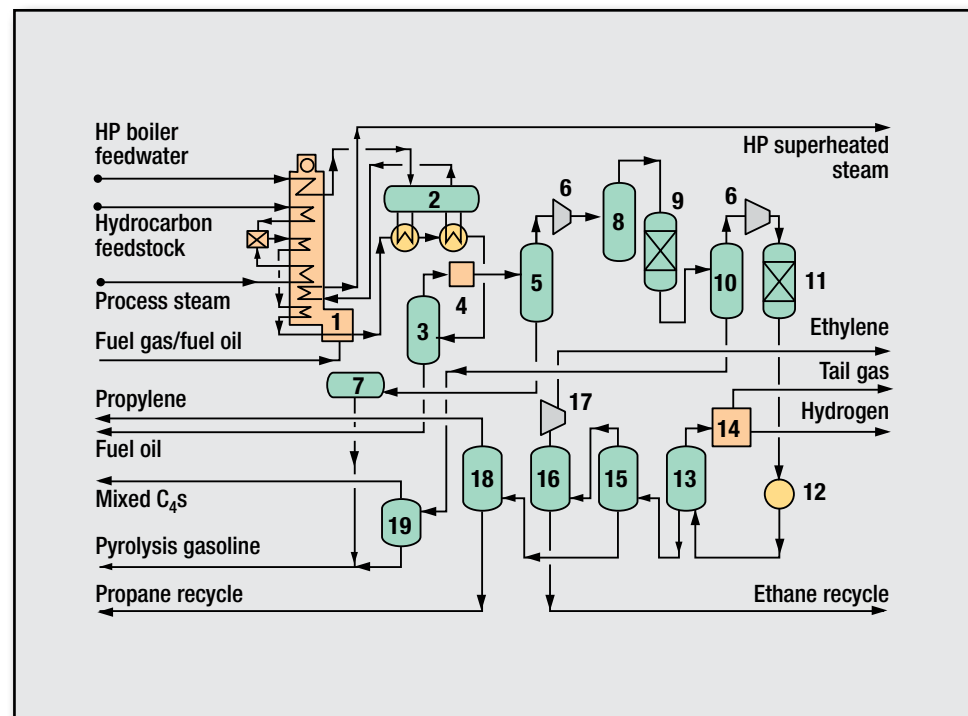 HP boiler
feedwater
Hydrocarbon
feedstock
Process steam
Fuel gas/fuel oil
Propylene
Fuel oil
Mixed C₄s
Pyrolysis gasoline
Propane recycle
HP superheated
steam
Ethylene
Tail gas
Hydrogen
Ethane recycle
1
2
3
4
5
6
7
8
9
6
10
11
12
13
14
15
16
17
18
19